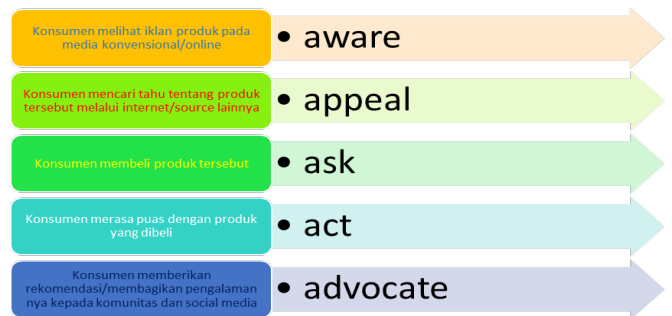 Konsumen melihat iklan produk pada
media konvensional/online
• aware
Konsumen mencari tahu tentang produk
tersebut melalui internet/source lainnya
• appeal
Konsumen membeli produk tersebut
• ask
Konsumen merasa puas dengan produk
yang dibeli
• act
Konsumen memberikan
rekomendasi/membagikan pengalaman
nya kepada komunitas dan social media
• advocate